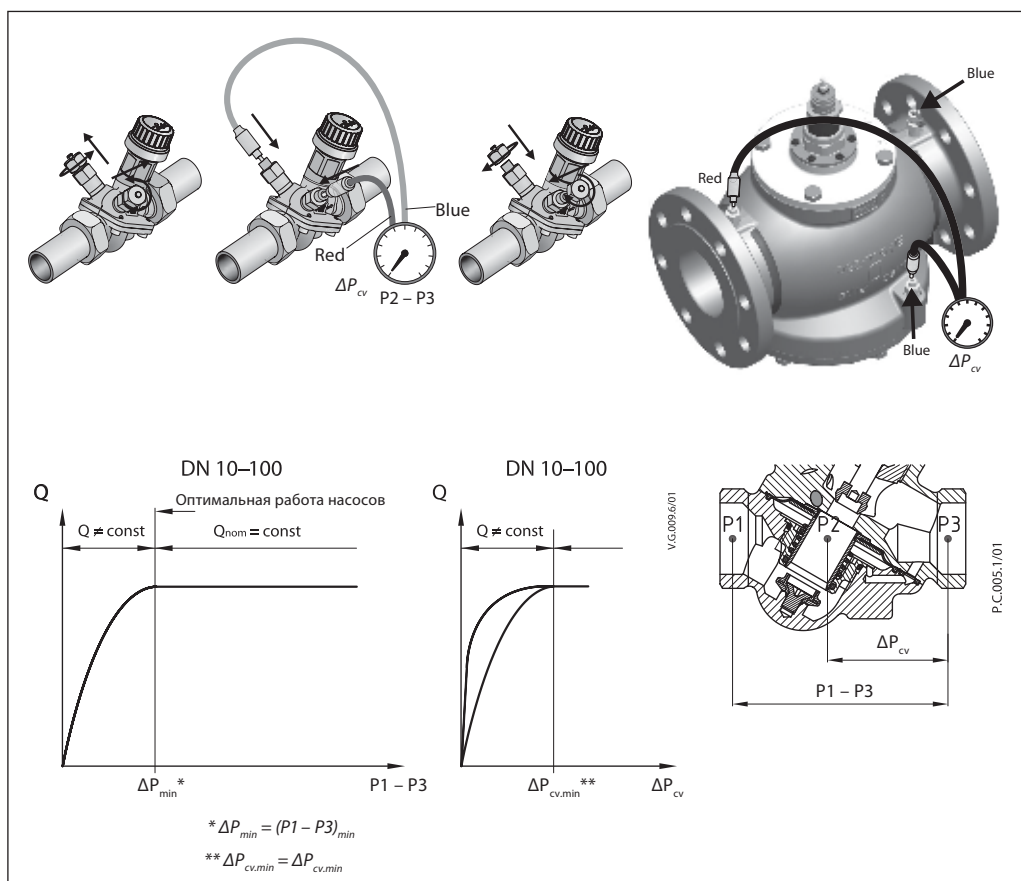 Blue
Red
ΔPcv P2 – P3
Blue
Red
Blue
ΔPcv
DN 10–100
Q
Оптимальная работа насосов
Q ≠ const
Qnom = const
ΔPmin*
P1 – P3
DN 10–100
Q
Q ≠ const
ΔPcv.min**
ΔPcv
* ΔPmin = (P1 – P3)min
** ΔPcv.min = ΔPcv.min
V.G.009.6/01
P1
P2
P3
ΔPcv
P1 – P3
P.C.005.1/01